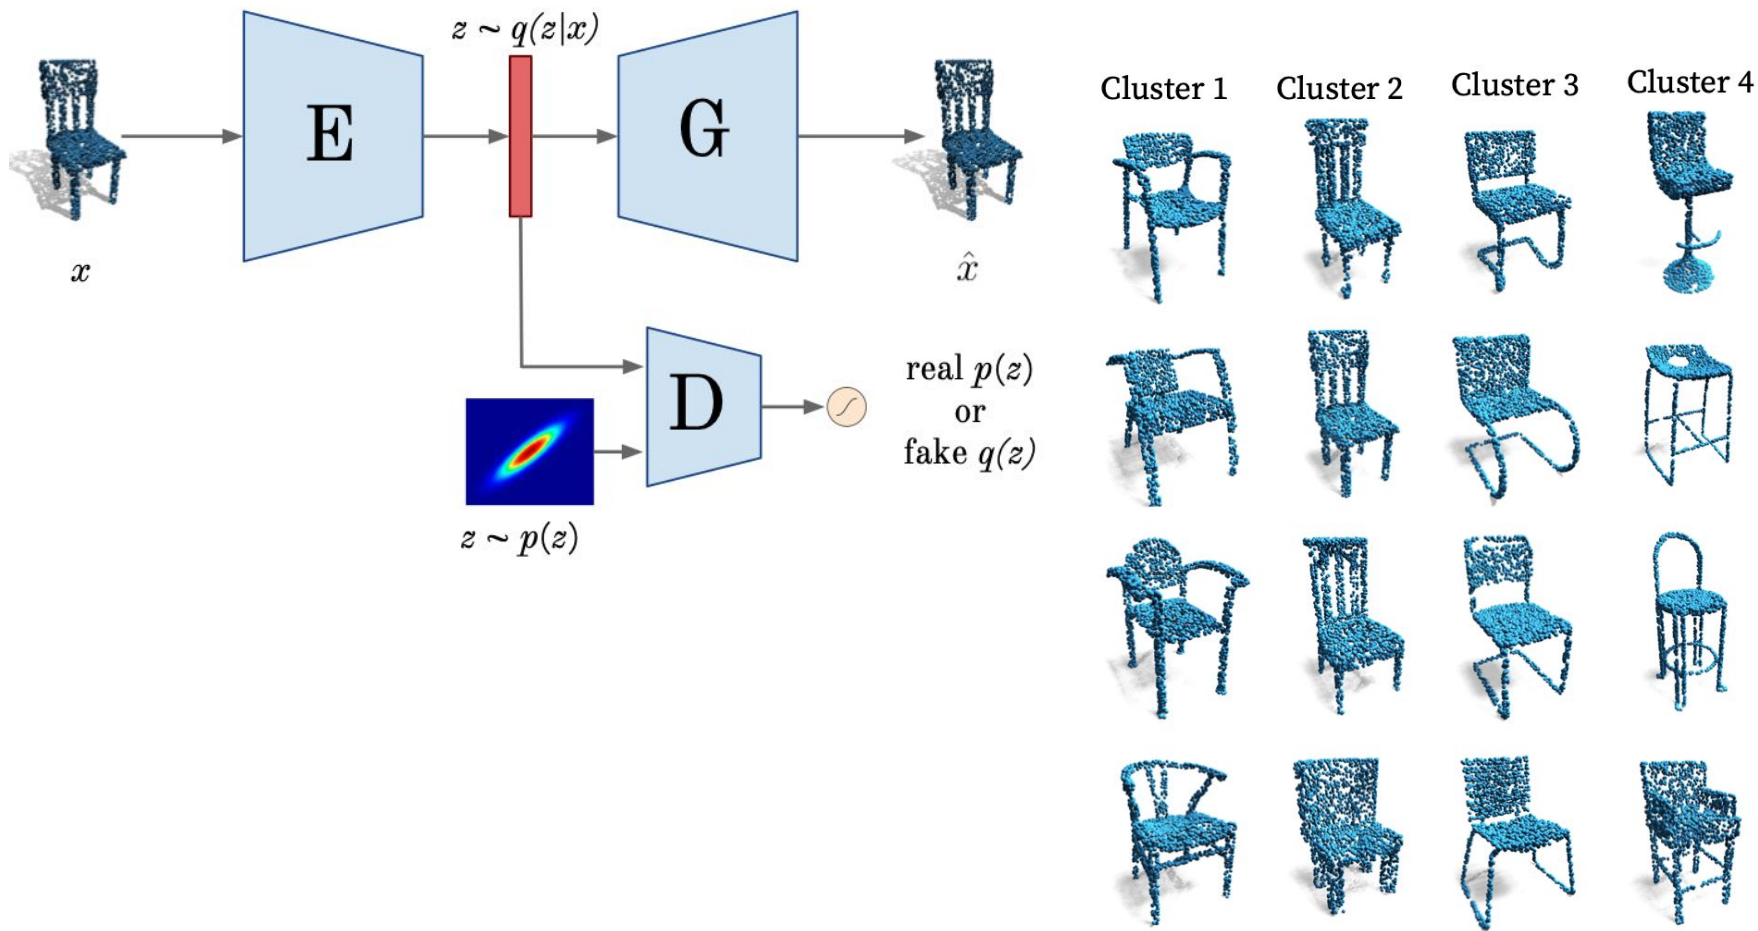 z ~ q(z|x)
E
G
x
x̂
D
real p(z)
or
fake q(z)
z ~ p(z)
Cluster 1 Cluster 2 Cluster 3 Cluster 4